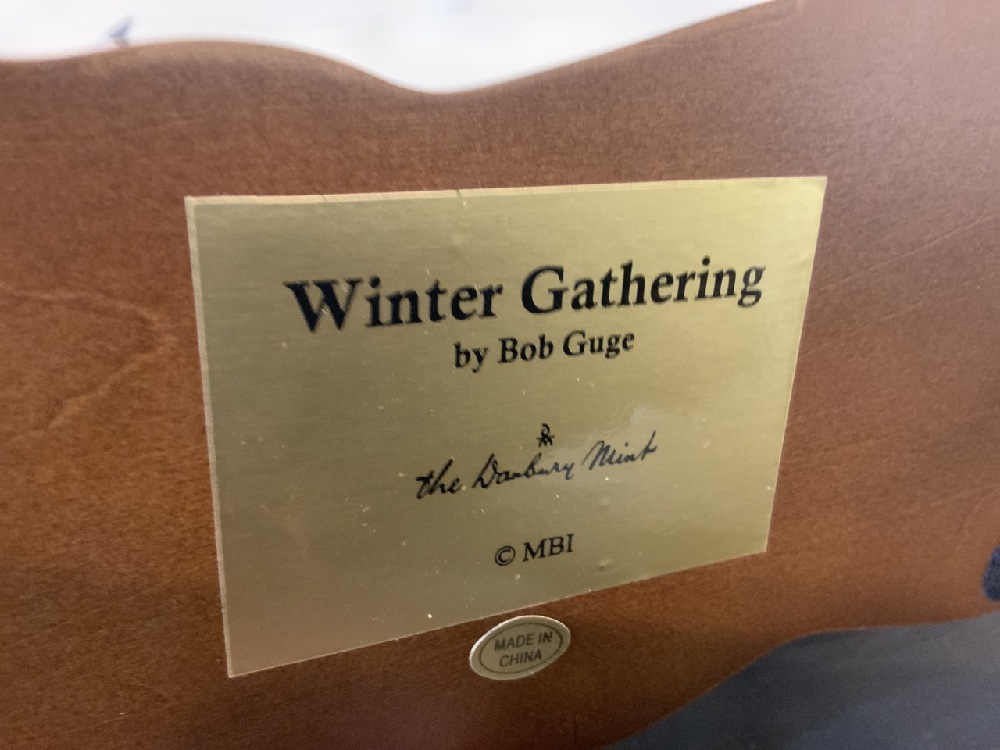 Winter Gathering
by Bob Guge
the Danbury Mint
© MBI
MADE IN
CHINA